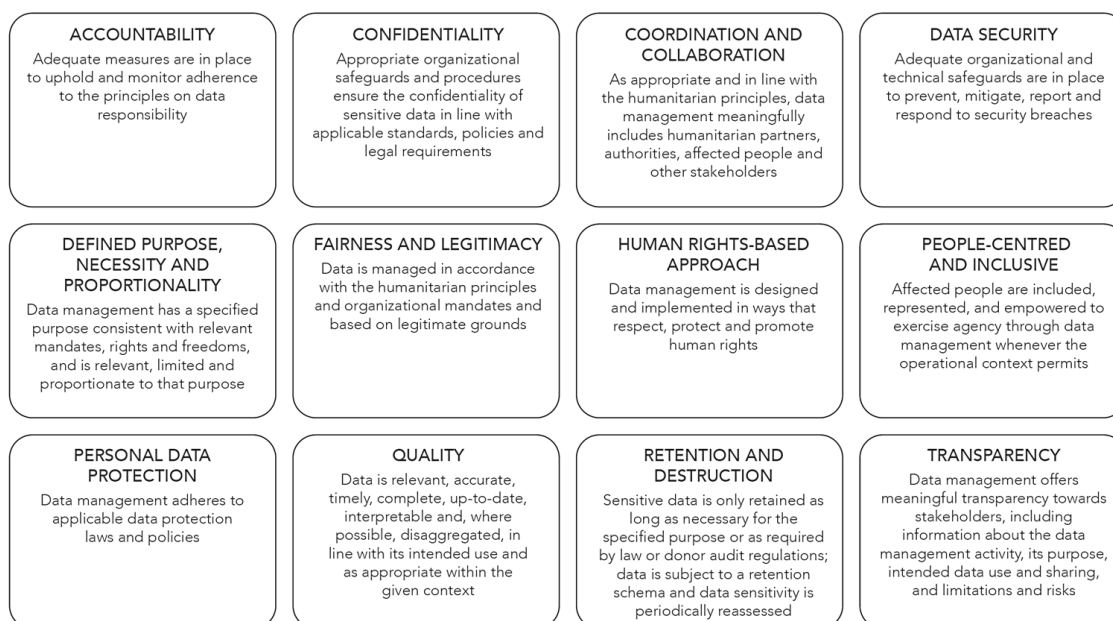 ACCOUNTABILITY
Adequate measures are in place
to uphold and monitor adherence
to the principles on data
responsibility
CONFIDENTIALITY
Appropriate organizational
safeguards and procedures
ensure the confidentiality of
sensitive data in line with
applicable standards, policies and
legal requirements
COORDINATION AND
COLLABORATION
As appropriate and in line with
the humanitarian principles, data
management meaningfully
includes humanitarian partners,
authorities, affected people and
other stakeholders
DATA SECURITY
Adequate organizational and
technical safeguards are in place
to prevent, mitigate, report and
respond to security breaches
DEFINED PURPOSE,
NECESSITY AND
PROPORTIONALITY
Data management has a specified
purpose consistent with relevant
mandates, rights and freedoms,
and is relevant, limited and
proportionate to that purpose
FAIRNESS AND LEGITIMACY
Data is managed in accordance
with the humanitarian principles
and organizational mandates and
based on legitimate grounds
HUMAN RIGHTS-BASED
APPROACH
Data management is designed
and implemented in ways that
respect, protect and promote
human rights
PEOPLE-CENTRED
AND INCLUSIVE
Affected people are included,
represented, and empowered to
exercise agency through data
management whenever the
operational context permits
PERSONAL DATA
PROTECTION
Data management adheres to
applicable data protection
laws and policies
QUALITY
Data is relevant, accurate,
timely, complete, up-to-date,
interpretable and, where
possible, disaggregated, in
line with its intended use and
as appropriate within the
given context
RETENTION AND
DESTRUCTION
Sensitive data is only retained as
long as necessary for the
specified purpose or as required
by law or donor audit regulations;
data is subject to a retention
schema and data sensitivity is
periodically reassessed
TRANSPARENCY
Data management offers
meaningful transparency towards
stakeholders, including
information about the data
management activity, its purpose,
intended data use and sharing,
and limitations and risks